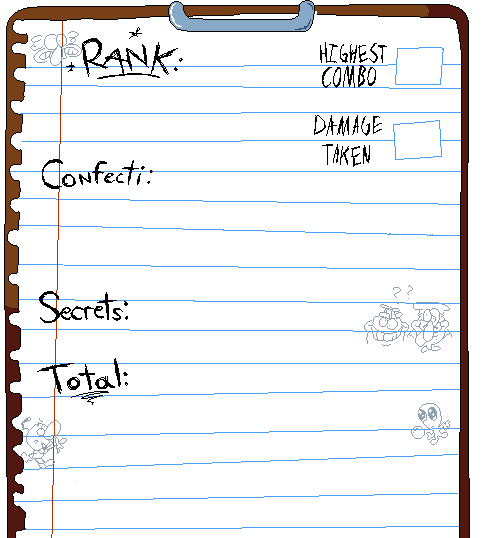 RANK:
HIGHEST
COMBO
DAMAGE
TAKEN
Confecti:
Secrets:
??
Total: